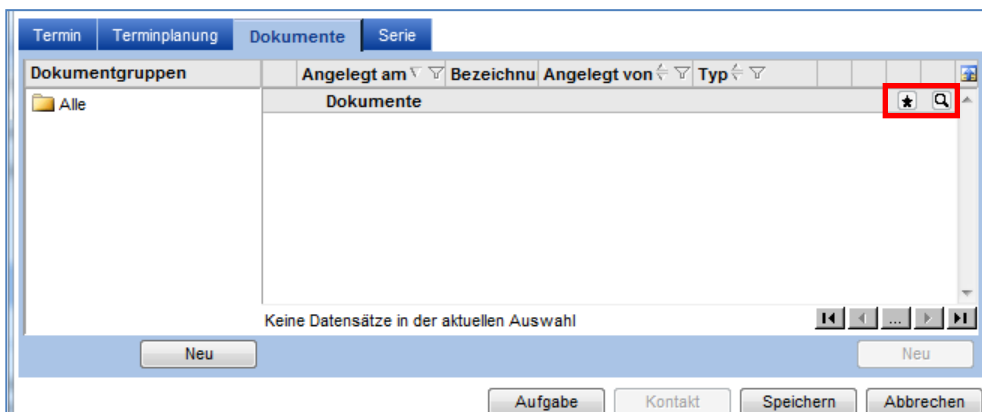 Termin Terminplanung Dokumente Serie
Dokumentgruppen Angelegt am Bezeichnu Angelegt von Typ
Alle Dokumente
Keine Datensätze in der aktuellen Auswahl ...
Neu Neu
Aufgabe Kontakt Speichern Abbrechen